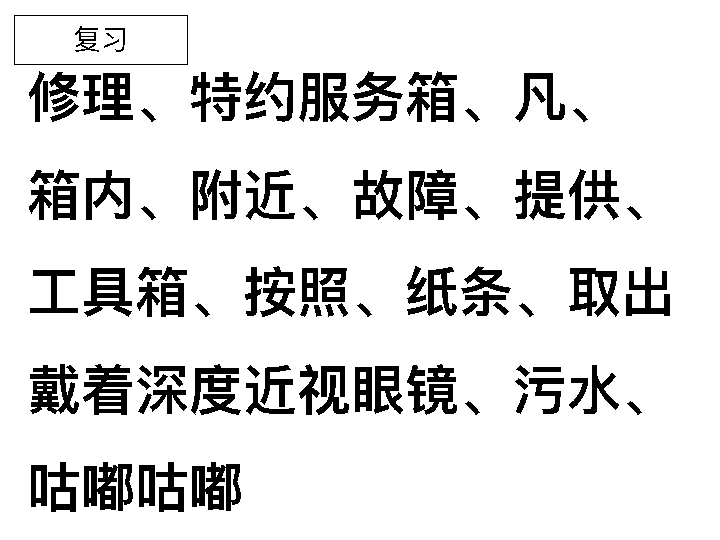 复习
修理、特约服务箱、凡、
箱内、附近、故障、提供、
工具箱、按照、纸条、取出
戴着深度近视眼镜、污水、
咕嘟咕嘟